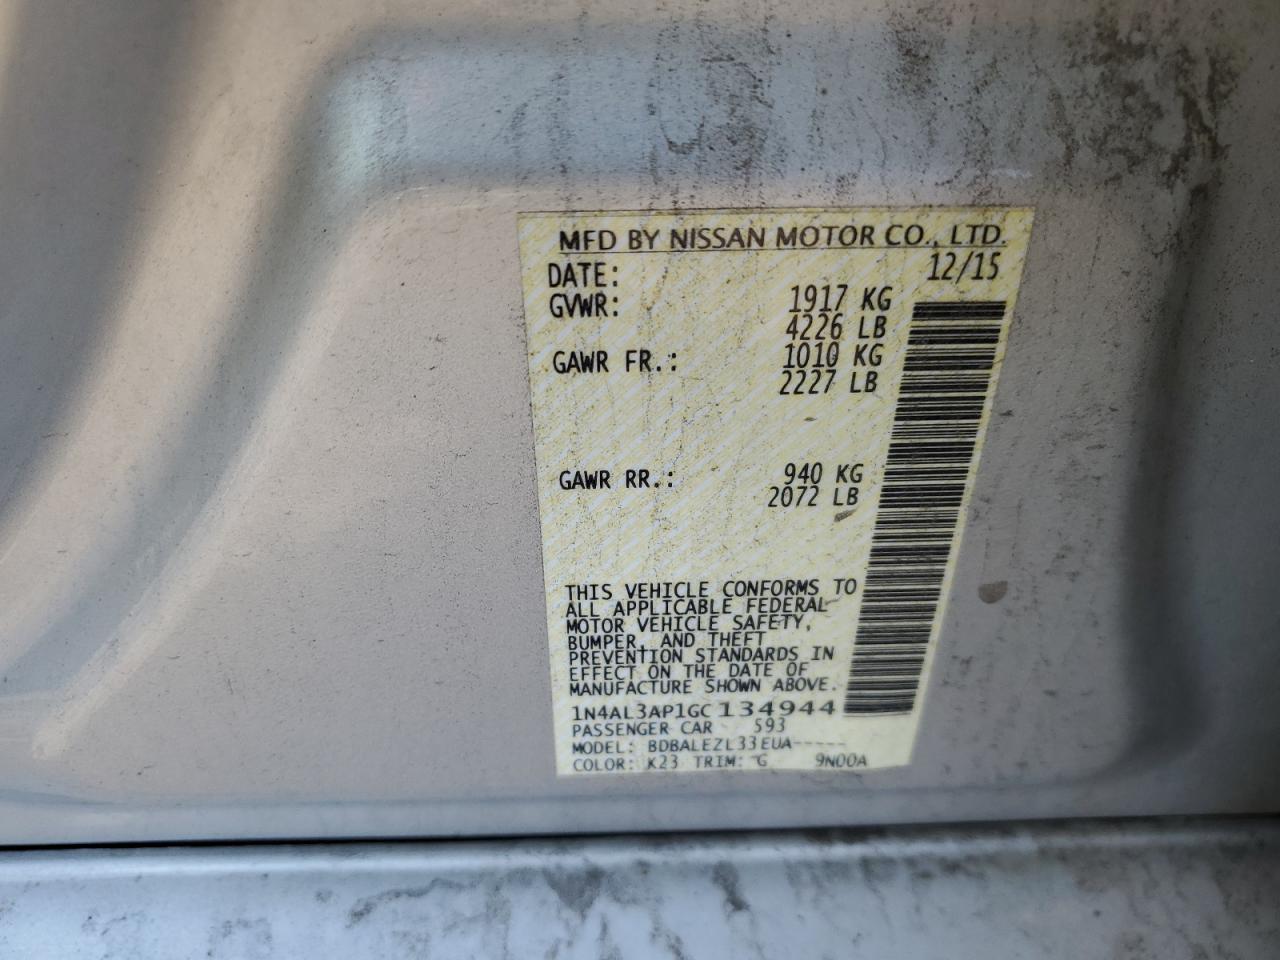 MFD BY NISSAN MOTOR CO., LTD.
DATE: 12/15
GVWR: 1917 KG
4226 LB
GAWR FR.: 1010 KG
2227 LB
GAWR RR.: 940 KG
2072 LB
THIS VEHICLE CONFORMS TO
ALL APPLICABLE FEDERAL
MOTOR VEHICLE SAFETY,
BUMPER, AND THEFT
PREVENTION STANDARDS IN
EFFECT ON THE DATE OF
MANUFACTURE SHOWN ABOVE.
1N4AL3AP1GC134944
PASSENGER CAR 593
MODEL: BDBALEZL33EUA-----
COLOR: K23 TRIM: G 9N00A